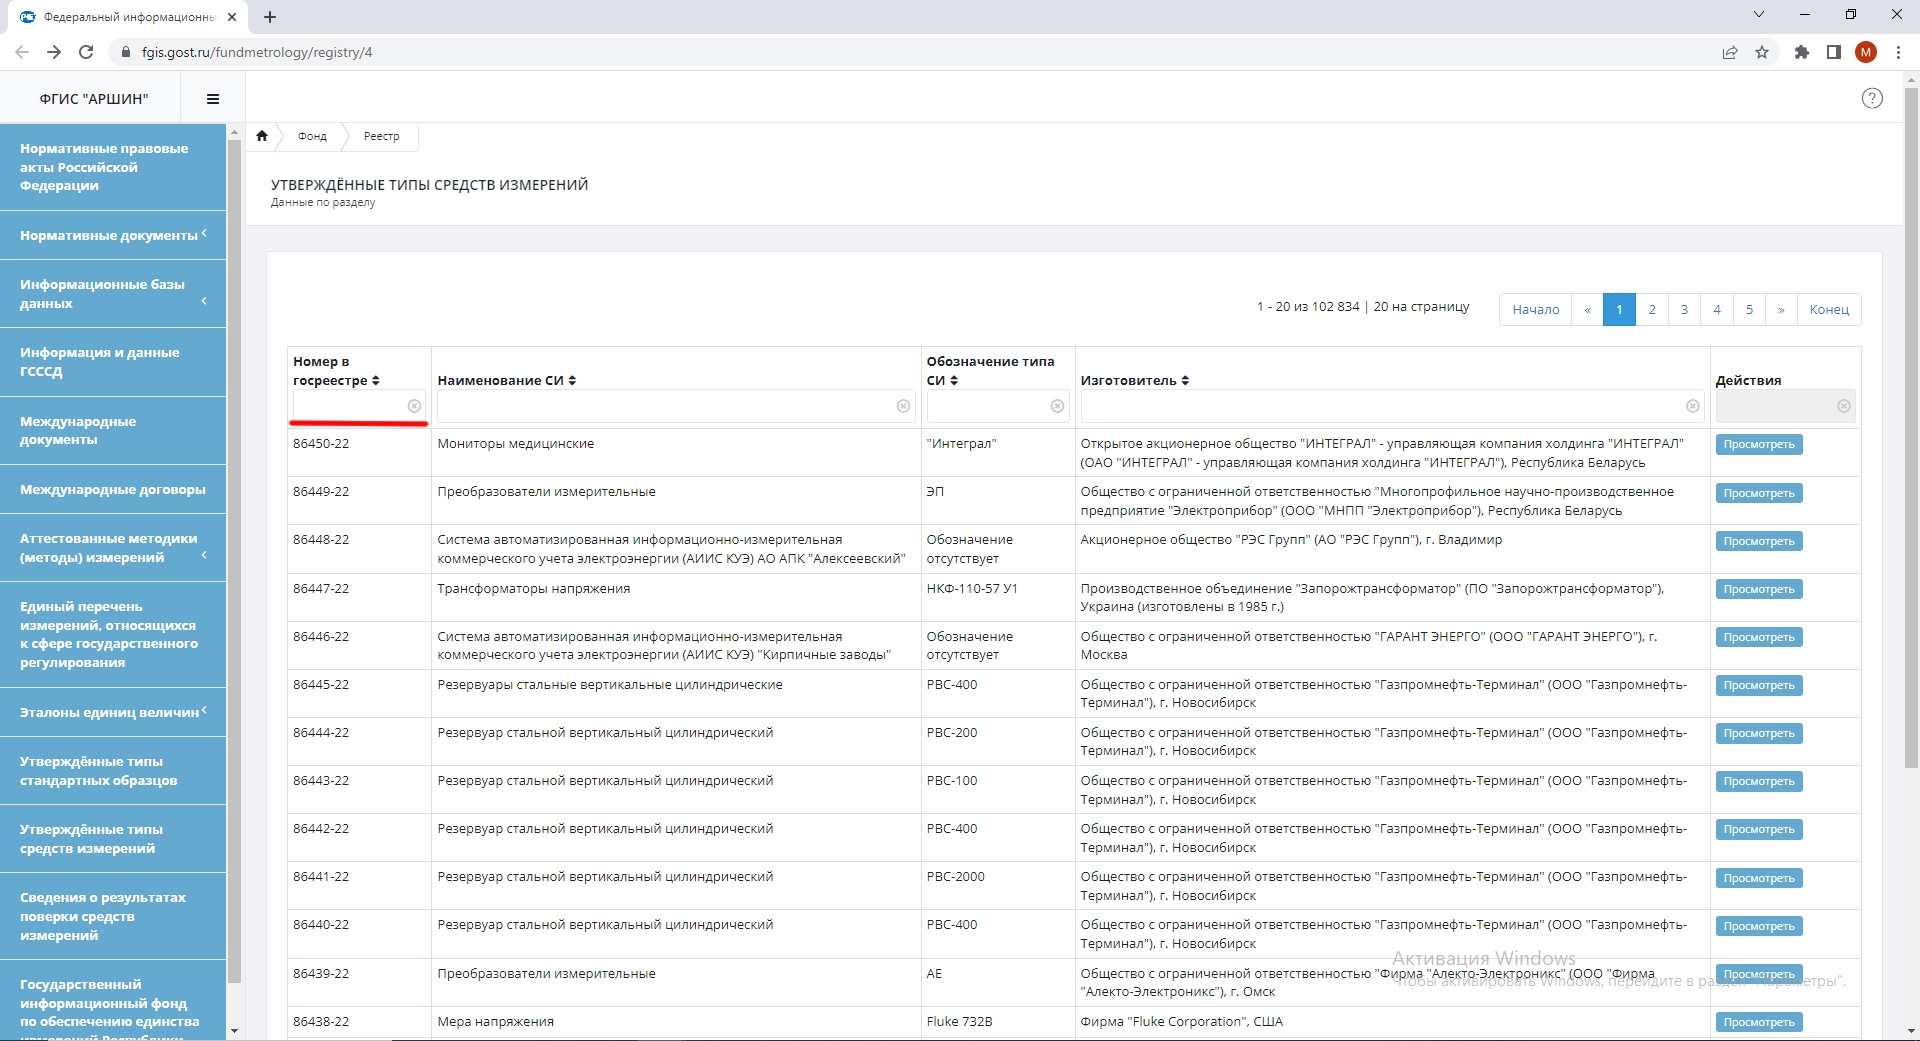 Федеральный информационны
fgis.gost.ru/fundmetrology/registry/4
M
ФГИС "АРШИН"
Нормативные правовые
акты Российской
Федерации
Нормативные документы
Информационные базы
данных
Информация и данные
ГСССД
Международные
документы
Международные договоры
Аттестованные методики
(методы) измерений
Единый перечень
измерений, относящихся
к сфере государственного
регулирования
Эталоны единиц величин
Утверждённые типы
стандартных образцов
Утверждённые типы
средств измерений
Сведения о результатах
поверки средств
измерений
Государственный
информационный фонд
по обеспечению единства
измерений Республики
Фонд
Реестр
УТВЕРЖДЁННЫЕ ТИПЫ СРЕДСТВ ИЗМЕРЕНИЙ
Данные по разделу
1 - 20 из 102 834 | 20 на страницу
Начало « 1 2 3 4 5 » Конец
Номер в
госреестре
Наименование СИ
Обозначение типа
СИ
Изготовитель
Действия
86450-22
Мониторы медицинские
"Интеграл"
Открытое акционерное общество "ИНТЕГРАЛ" - управляющая компания холдинга "ИНТЕГРАЛ"
(ОАО "ИНТЕГРАЛ" - управляющая компания холдинга "ИНТЕГРАЛ"), Республика Беларусь
Просмотреть
86449-22
Преобразователи измерительные
ЭП
Общество с ограниченной ответственностью "Многопрофильное научно-производственное
предприятие "Электроприбор" (ООО "МНПП "Электроприбор"), Республика Беларусь
Просмотреть
86448-22
Система автоматизированная информационно-измерительная
коммерческого учета электроэнергии (АИИС КУЭ) АО АПК "Алексеевский"
Обозначение
отсутствует
Акционерное общество "РЭС Групп" (АО "РЭС Групп"), г. Владимир
Просмотреть
86447-22
Трансформаторы напряжения
НКФ-110-57 У1
Производственное объединение "Запорожтрансформатор" (ПО "Запорожтрансформатор"),
Украина (изготовлены в 1985 г.)
Просмотреть
86446-22
Система автоматизированная информационно-измерительная
коммерческого учета электроэнергии (АИИС КУЭ) "Кирпичные заводы"
Обозначение
отсутствует
Общество с ограниченной ответственностью "ГАРАНТ ЭНЕРГО" (ООО "ГАРАНТ ЭНЕРГО"), г.
Москва
Просмотреть
86445-22
Резервуары стальные вертикальные цилиндрические
РВС-400
Общество с ограниченной ответственностью "Газпромнефть-Терминал" (ООО "Газпромнефть-
Терминал"), г. Новосибирск
Просмотреть
86444-22
Резервуар стальной вертикальный цилиндрический
РВС-200
Общество с ограниченной ответственностью "Газпромнефть-Терминал" (ООО "Газпромнефть-
Терминал"), г. Новосибирск
Просмотреть
86443-22
Резервуар стальной вертикальный цилиндрический
РВС-100
Общество с ограниченной ответственностью "Газпромнефть-Терминал" (ООО "Газпромнефть-
Терминал"), г. Новосибирск
Просмотреть
86442-22
Резервуар стальной вертикальный цилиндрический
РВС-400
Общество с ограниченной ответственностью "Газпромнефть-Терминал" (ООО "Газпромнефть-
Терминал"), г. Новосибирск
Просмотреть
86441-22
Резервуар стальной вертикальный цилиндрический
РВС-2000
Общество с ограниченной ответственностью "Газпромнефть-Терминал" (ООО "Газпромнефть-
Терминал"), г. Новосибирск
Просмотреть
86440-22
Резервуар стальной вертикальный цилиндрический
РВС-400
Общество с ограниченной ответственностью "Газпромнефть-Терминал" (ООО "Газпромнефть-
Терминал"), г. Новосибирск
Просмотреть
86439-22
Преобразователи измерительные
АЕ
Общество с ограниченной ответственностью "Фирма "Алекто-Электроникс" (ООО "Фирма
"Алекто-Электроникс"), г. Омск
Просмотреть
86438-22
Мера напряжения
Fluke 732B
Фирма "Fluke Corporation", США
Просмотреть
Активация Windows
Чтобы активировать Windows, перейдите в раздел "Параметры".